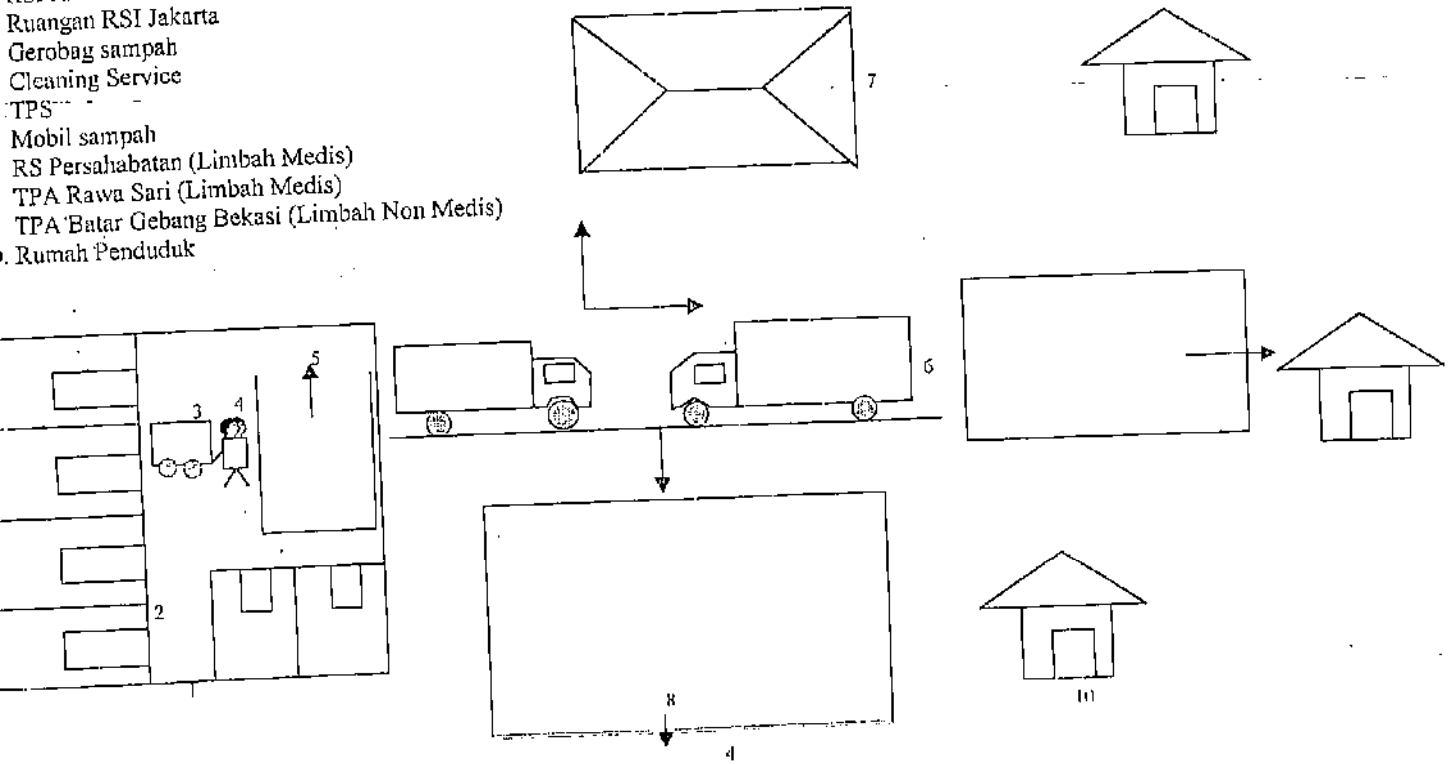 Ruangan RSI Jakarta
Gerobag sampah
Cleaning Service
TPS
Mobil sampah
RS Persahabatan (Limbah Medis)
TPA Rawa Sari (Limbah Medis)
TPA Batar Gebang Bekasi (Limbah Non Medis)
. Rumah Penduduk
7
5
3 4
6
2
8
4
10